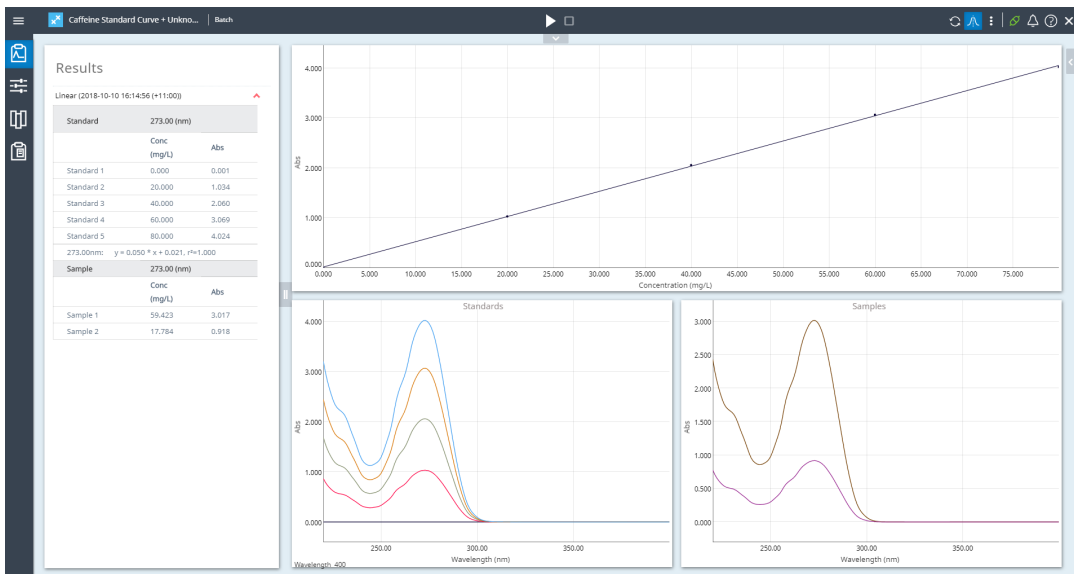 Caffeine Standard Curve + Unkno... Batch
Results
Linear (2018-10-10 16:14:56 (+11:00))
Standard 273.00 (nm)
Conc (mg/L) Abs
Standard 1 0.000 0.001
Standard 2 20.000 1.034
Standard 3 40.000 2.060
Standard 4 60.000 3.069
Standard 5 80.000 4.024
273.00nm: y = 0.050 * x + 0.021, r²=1.000
Sample 273.00 (nm)
Conc (mg/L) Abs
Sample 1 59.423 3.017
Sample 2 17.784 0.918
4.000
3.000
2.000
1.000
0.000
Abs
0.000 5.000 10.000 15.000 20.000 25.000 30.000 35.000 40.000 45.000 50.000 55.000 60.000 65.000 70.000 75.000
Concentration (mg/L)
Standards
4.000
3.000
2.000
1.000
0.000
Abs
250.00 300.00 350.00
Wavelength (nm)
Wavelength 400
Samples
3.000
2.500
2.000
1.500
1.000
0.500
0.000
Abs
250.00 300.00 350.00
Wavelength (nm)